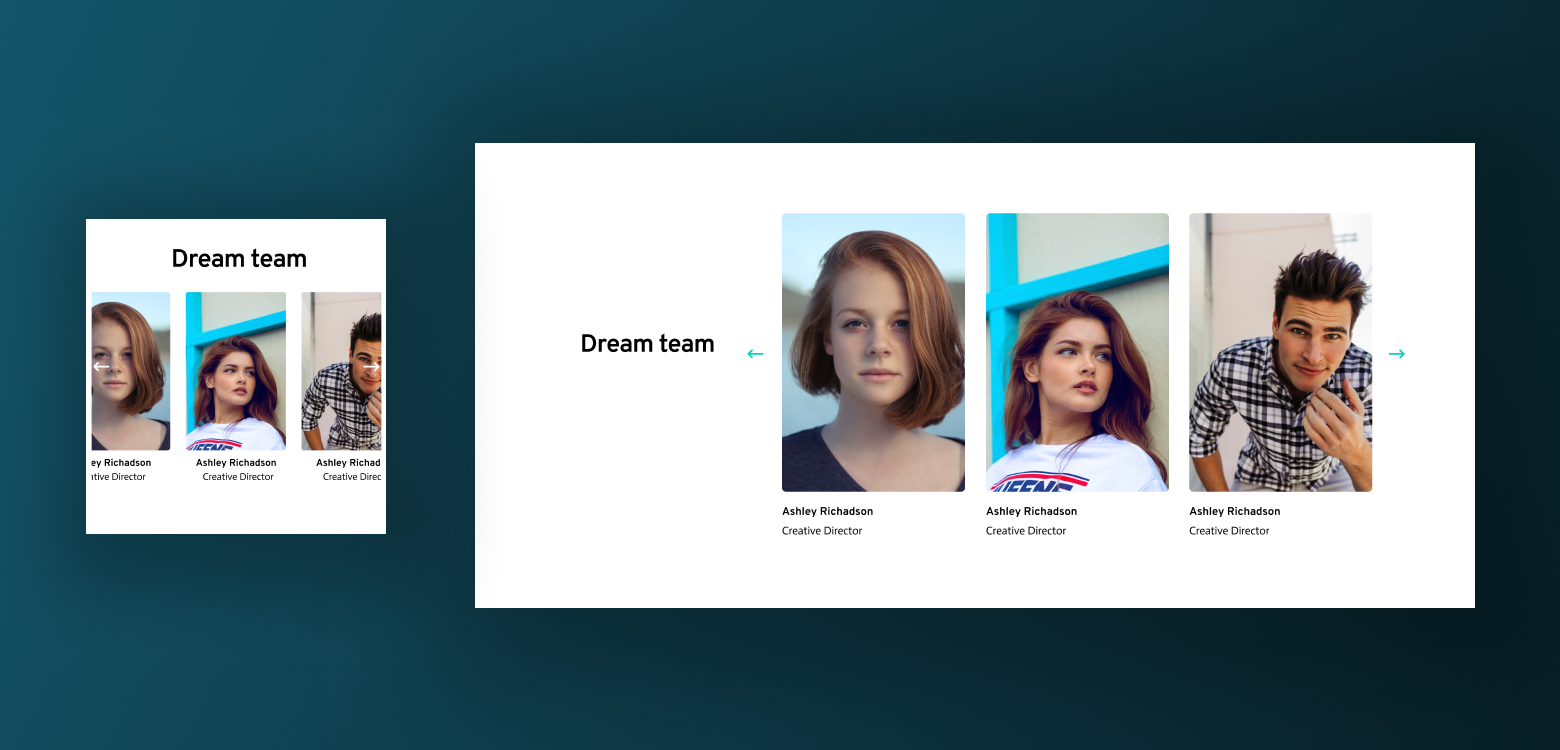 Dream team
ey Richadson
Ashley Richadson
Ashley Richad
ative Director
Creative Director
Creative Direc
Dream team
Ashley Richadson
Ashley Richadson
Ashley Richadson
Creative Director
Creative Director
Creative Director